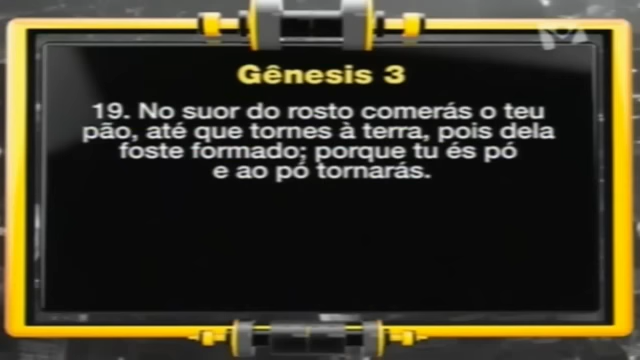 Gênesis 3
19. No suor do rosto comerás o teu
pão, até que tornes à terra, pois dela
foste formado; porque tu és pó
e ao pó tornarás.